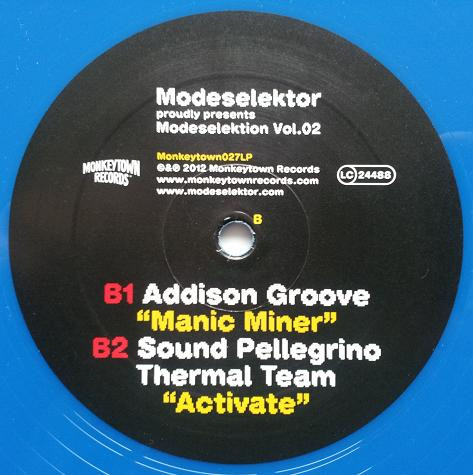 Modeselektor
proudly presents
Modeselektion Vol.02
Monkeytown027LP
℗&© 2012 Monkeytown Records
www.monkeytownrecords.com
www.modeselektor.com
MONKEYTOWN
RECORDS
LC 24488
B
B1 Addison Groove
“Manic Miner”
B2 Sound Pellegrino
Thermal Team
“Activate”